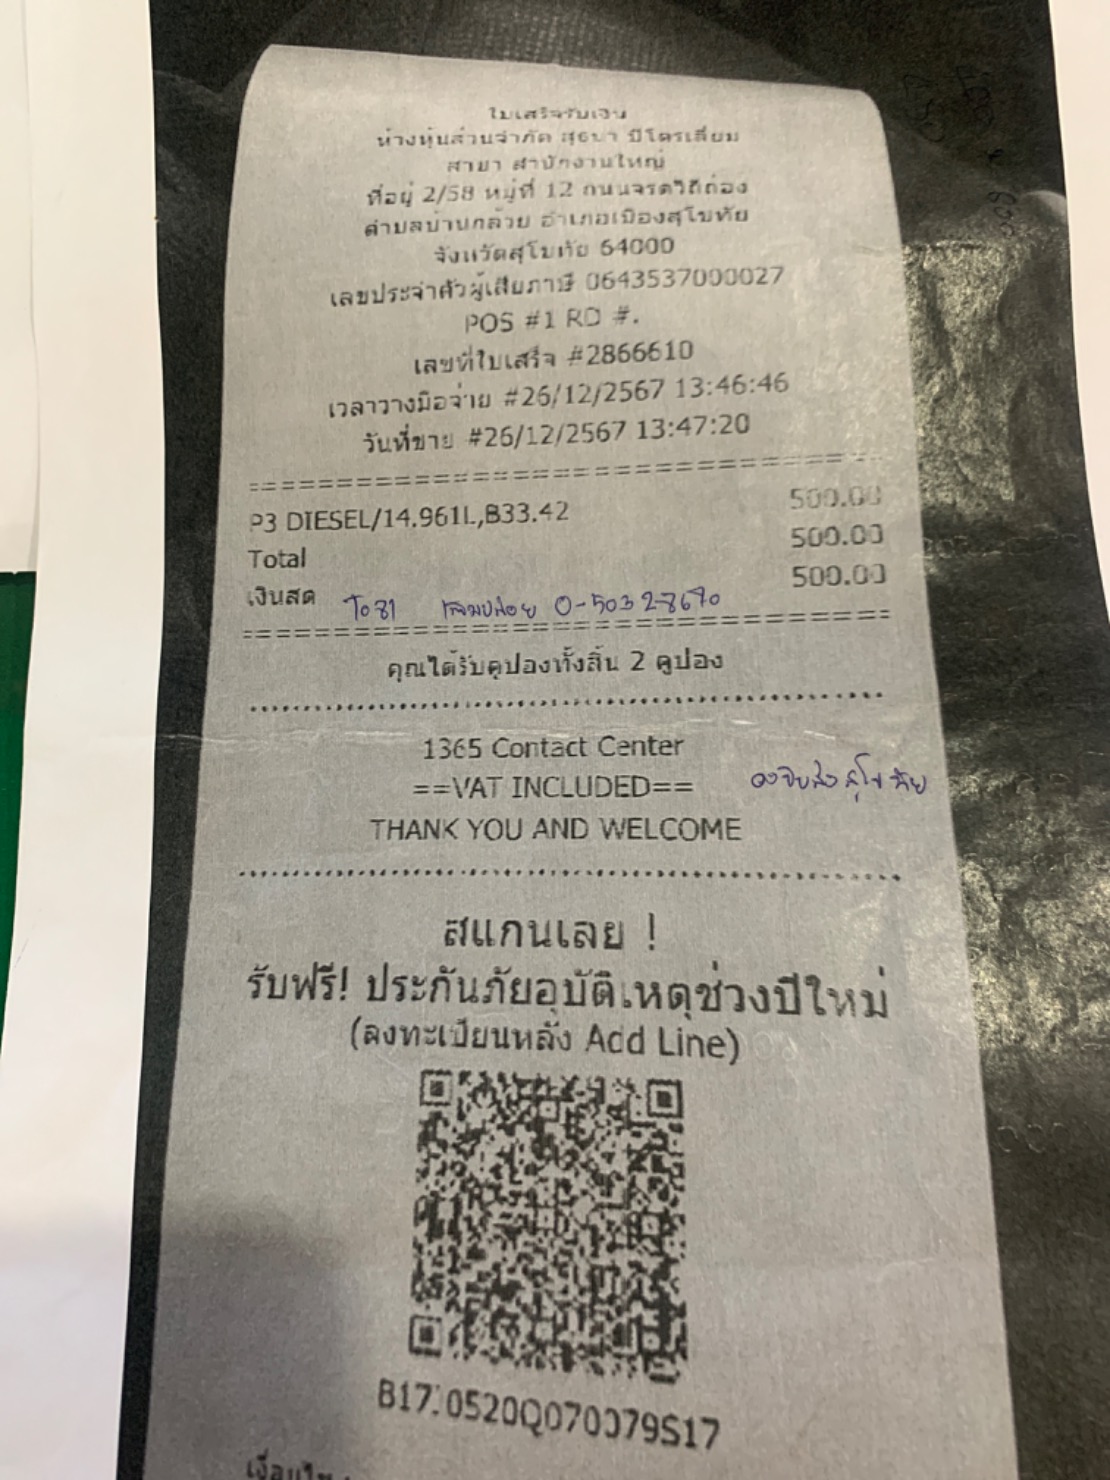 ใบเสร็จรับเงิน
ห้างหุ้นส่วนจำกัด สุธบา ปิโตรเลียม
สาขา สำนักงานใหญ่
ที่อยู่ 2/58 หมู่ที่ 12 ถนนจรดวิถีถ่อง
ตำบลบ้านกล้วย อำเภอเมืองสุโขทัย
จังหวัดสุโขทัย 64000
เลขประจำตัวผู้เสียภาษี 0643537000027
POS #1 RD #.
เลขที่ใบเสร็จ #2866610
เวลาวางมือจ่าย #26/12/2567 13:46:46
วันที่ขาย #26/12/2567 13:47:20
P3 DIESEL/14.961L,B33.42 500.00
Total 500.00
เงินสด 500.00
To81 0-50328670
คุณได้รับคูปองทั้งสิ้น 2 คูปอง
1365 Contact Center
==VAT INCLUDED==
THANK YOU AND WELCOME
สแกนเลย !
รับฟรี! ประกันภัยอุบัติเหตุช่วงปีใหม่
(ลงทะเบียนหลัง Add Line)